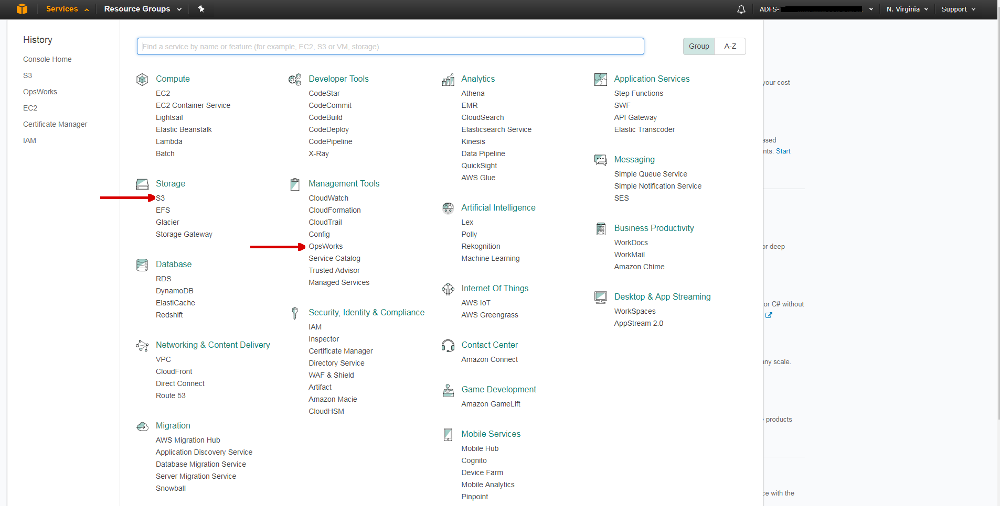 Services
Resource Groups
ADFS-
N. Virginia
Support
History
Console Home
S3
OpsWorks
EC2
Certificate Manager
IAM
Find a service by name or feature (for example, EC2, S3 or VM, storage).
Group
A-Z
Compute
EC2
EC2 Container Service
Lightsail
Elastic Beanstalk
Lambda
Batch
Storage
S3
EFS
Glacier
Storage Gateway
Database
RDS
DynamoDB
ElastiCache
Redshift
Networking & Content Delivery
VPC
CloudFront
Direct Connect
Route 53
Migration
AWS Migration Hub
Application Discovery Service
Database Migration Service
Server Migration Service
Snowball
Developer Tools
CodeStar
CodeCommit
CodeBuild
CodeDeploy
CodePipeline
X-Ray
Management Tools
CloudWatch
CloudFormation
CloudTrail
Config
OpsWorks
Service Catalog
Trusted Advisor
Managed Services
Security, Identity & Compliance
IAM
Inspector
Certificate Manager
Directory Service
WAF & Shield
Artifact
Amazon Macie
CloudHSM
Analytics
Athena
EMR
CloudSearch
Elasticsearch Service
Kinesis
Data Pipeline
QuickSight
AWS Glue
Artificial Intelligence
Lex
Polly
Rekognition
Machine Learning
Internet Of Things
AWS IoT
AWS Greengrass
Contact Center
Amazon Connect
Game Development
Amazon GameLift
Mobile Services
Mobile Hub
Cognito
Device Farm
Mobile Analytics
Pinpoint
Application Services
Step Functions
SWF
API Gateway
Elastic Transcoder
Messaging
Simple Queue Service
Simple Notification Service
SES
Business Productivity
WorkDocs
WorkMail
Amazon Chime
Desktop & App Streaming
WorkSpaces
AppStream 2.0
your cost
ased
nts. Start
or deep
or C# without
ny scale.
products
ce with the